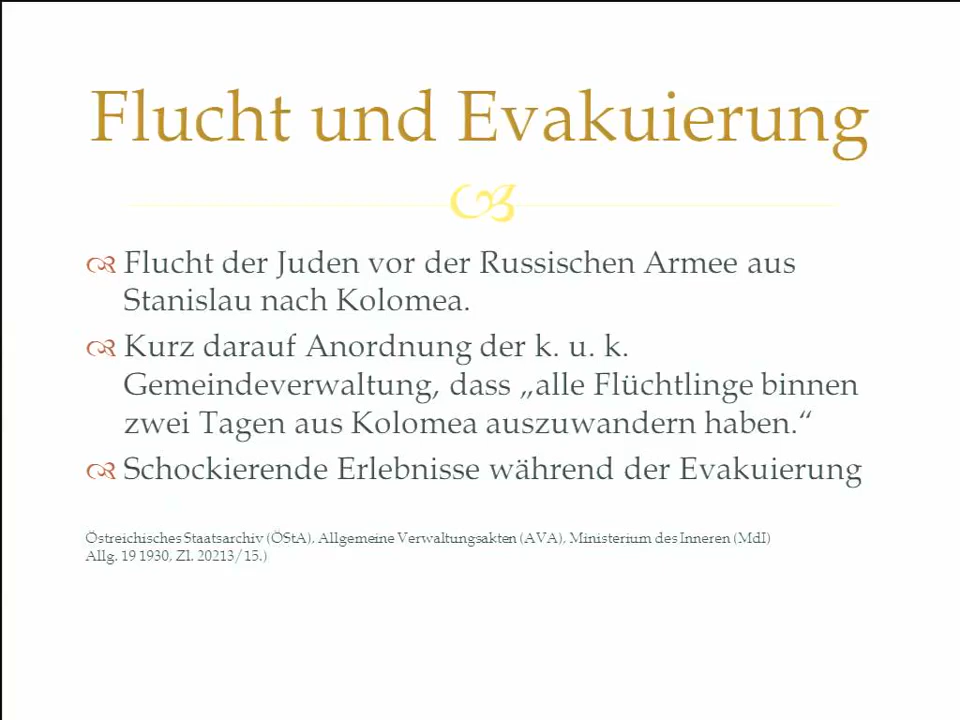 Flucht und Evakuierung
Flucht der Juden vor der Russischen Armee aus
Stanislau nach Kolomea.
Kurz darauf Anordnung der k. u. k.
Gemeindeverwaltung, dass „alle Flüchtlinge binnen
zwei Tagen aus Kolomea auszuwandern haben.“
Schockierende Erlebnisse während der Evakuierung
Östreichisches Staatsarchiv (ÖStA), Allgemeine Verwaltungsakten (AVA), Ministerium des Inneren (MdI)
Allg. 19 1930, Zl. 20213/15.)